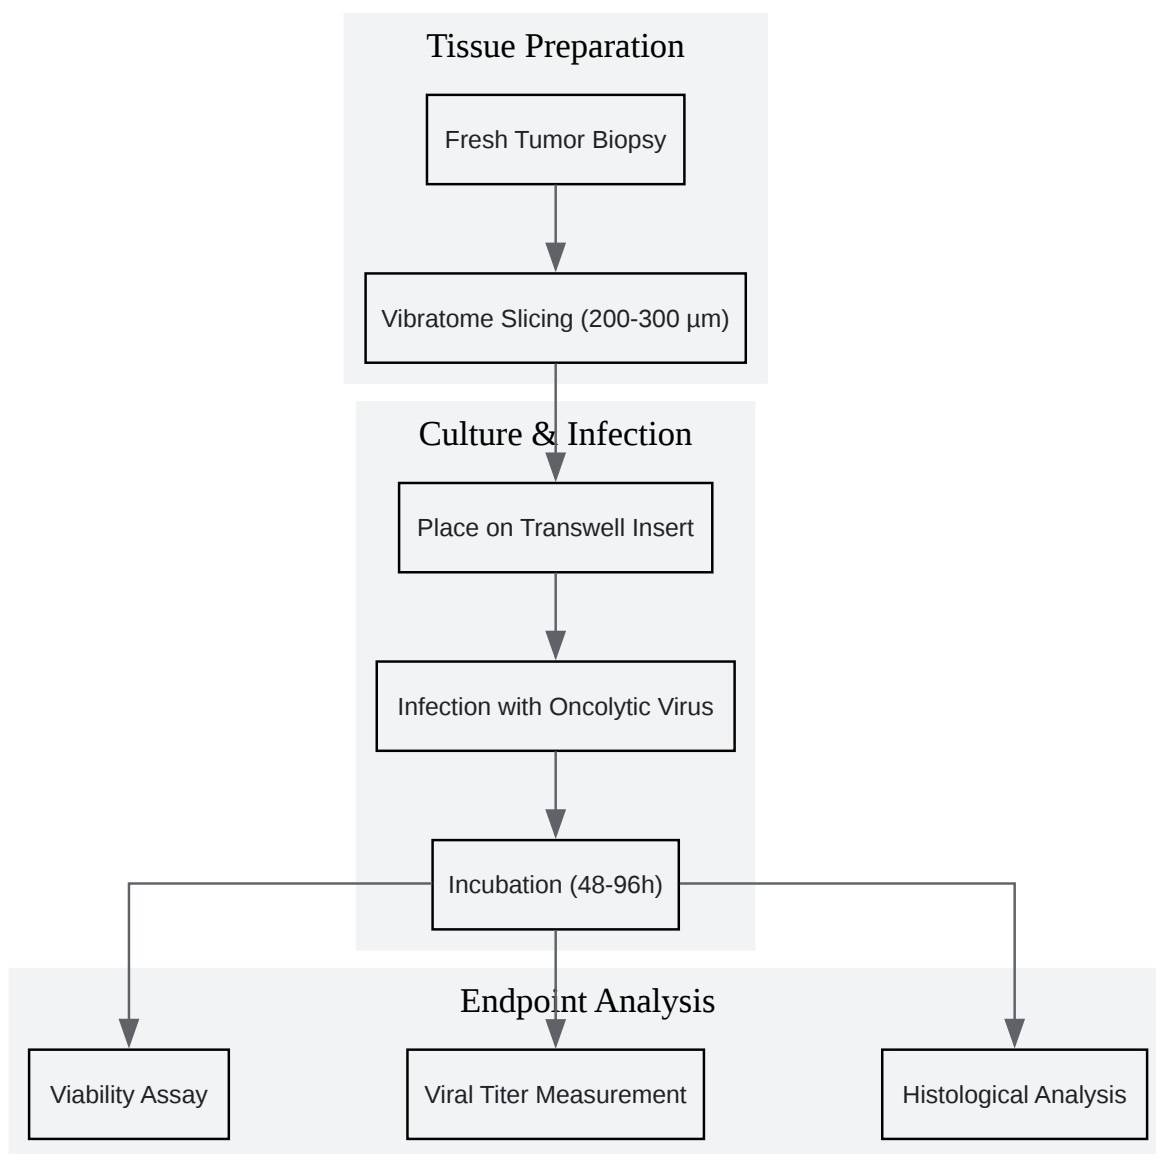 Tissue Preparation
Fresh Tumor Biopsy
Vibratome Slicing (200-300 µm)
Culture & Infection
Place on Transwell Insert
Infection with Oncolytic Virus
Incubation (48-96h)
Endpoint Analysis
Viability Assay
Viral Titer Measurement
Histological Analysis